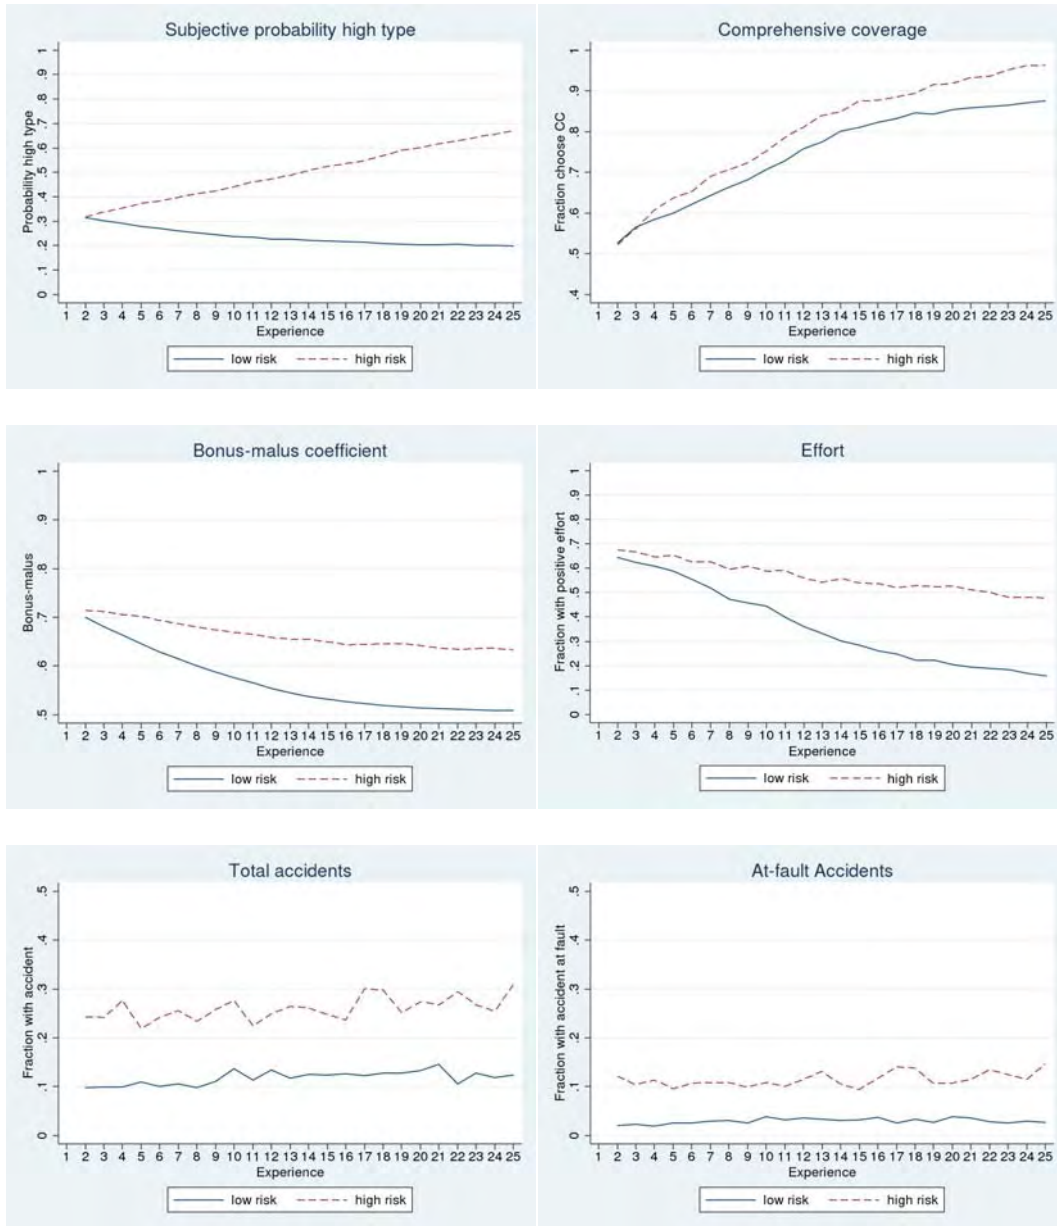 Subjective probability high type
Probability high type
0 .1 .2 .3 .4 .5 .6 .7 .8 .9 1
1 2 3 4 5 6 7 8 9 10 11 12 13 14 15 16 17 18 19 20 21 22 23 24 25
Experience
low risk high risk
Comprehensive coverage
Fraction choose CC
.4 .5 .6 .7 .8 .9 1
1 2 3 4 5 6 7 8 9 10 11 12 13 14 15 16 17 18 19 20 21 22 23 24 25
Experience
low risk high risk
Bonus-malus coefficient
Bonus-malus
.5 .6 .7 .8 .9 1
1 2 3 4 5 6 7 8 9 10 11 12 13 14 15 16 17 18 19 20 21 22 23 24 25
Experience
low risk high risk
Effort
Fraction with positive effort
0 .1 .2 .3 .4 .5 .6 .7 .8 .9 1
1 2 3 4 5 6 7 8 9 10 11 12 13 14 15 16 17 18 19 20 21 22 23 24 25
Experience
low risk high risk
Total accidents
Fraction with accident
0 .1 .2 .3 .4 .5
1 2 3 4 5 6 7 8 9 10 11 12 13 14 15 16 17 18 19 20 21 22 23 24 25
Experience
low risk high risk
At-fault Accidents
Fraction with accident at fault
0 .1 .2 .3 .4 .5
1 2 3 4 5 6 7 8 9 10 11 12 13 14 15 16 17 18 19 20 21 22 23 24 25
Experience
low risk high risk